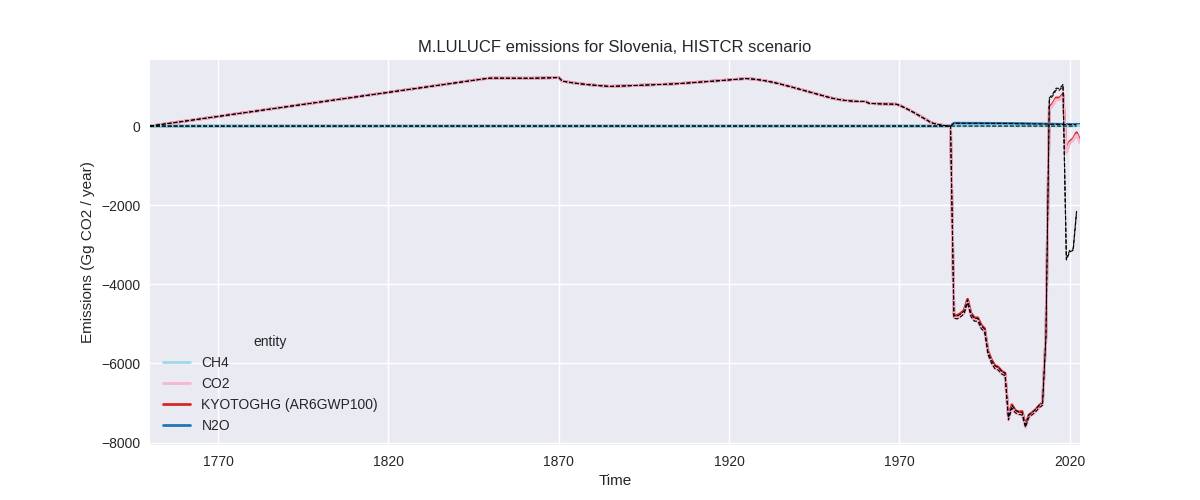 M.LULUCF emissions for Slovenia, HISTCR scenario
Emissions (Gg CO2 / year)
0
−2000
−4000
−6000
−8000
entity
CH4
CO2
KYOTOGHG (AR6GWP100)
N2O
1770
1820
1870
1920
1970
2020
Time